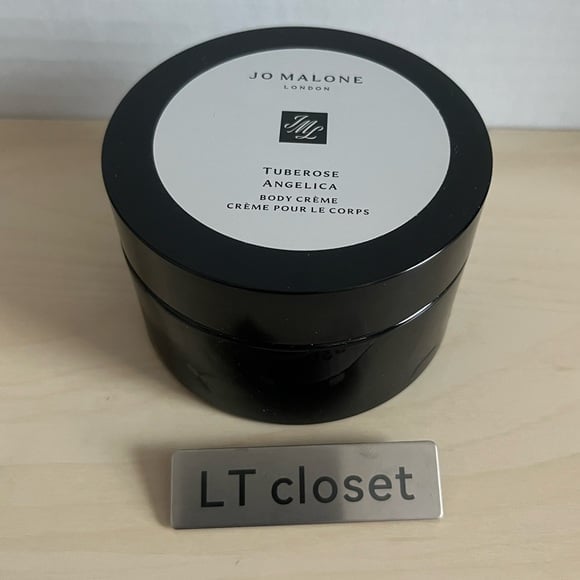 JO MALONE
LONDON
JML
TUBEROSE
ANGELICA
BODY CRÈME
CRÈME POUR LE CORPS
LT closet